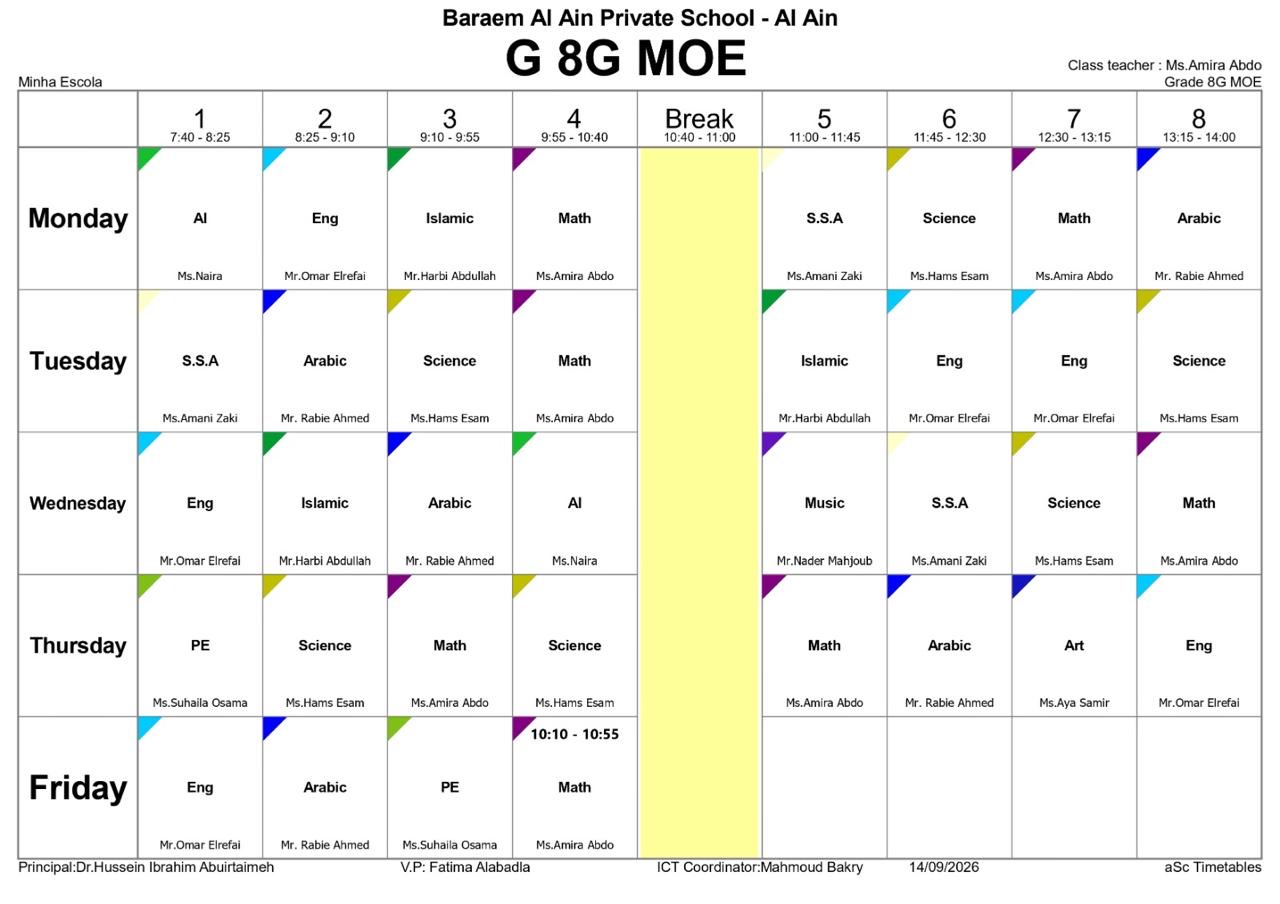 Baraem Al Ain Private School - Al Ain
G 8G MOE
Class teacher : Ms.Amira Abdo
Minha Escola
Grade 8G MOE
1 2 3 4 Break 5 6 7 8
7:40 - 8:25 8:25 - 9:10 9:10 - 9:55 9:55 - 10:40 10:40 - 11:00 11:00 - 11:45 11:45 - 12:30 12:30 - 13:15 13:15 - 14:00
Monday AI Eng Islamic Math S.S.A Science Math Arabic
Ms.Naira Mr.Omar Elrefai Mr.Harbi Abdullah Ms.Amira Abdo Ms.Amani Zaki Ms.Hams Esam Ms.Amira Abdo Mr. Rabie Ahmed
Tuesday S.S.A Arabic Science Math Islamic Eng Eng Science
Ms.Amani Zaki Mr. Rabie Ahmed Ms.Hams Esam Ms.Amira Abdo Mr.Harbi Abdullah Mr.Omar Elrefai Mr.Omar Elrefai Ms.Hams Esam
Wednesday Eng Islamic Arabic AI Music S.S.A Science Math
Mr.Omar Elrefai Mr.Harbi Abdullah Mr. Rabie Ahmed Ms.Naira Mr.Nader Mahjoub Ms.Amani Zaki Ms.Hams Esam Ms.Amira Abdo
Thursday PE Science Math Science Math Arabic Art Eng
Ms.Suhaila Osama Ms.Hams Esam Ms.Amira Abdo Ms.Hams Esam Ms.Amira Abdo Mr. Rabie Ahmed Ms.Aya Samir Mr.Omar Elrefai
10:10 - 10:55
Friday Eng Arabic PE Math
Mr.Omar Elrefai Mr. Rabie Ahmed Ms.Suhaila Osama Ms.Amira Abdo
Principal:Dr.Hussein Ibrahim Abuirtaimeh V.P: Fatima Alabadla ICT Coordinator:Mahmoud Bakry 14/09/2026 aSc Timetables